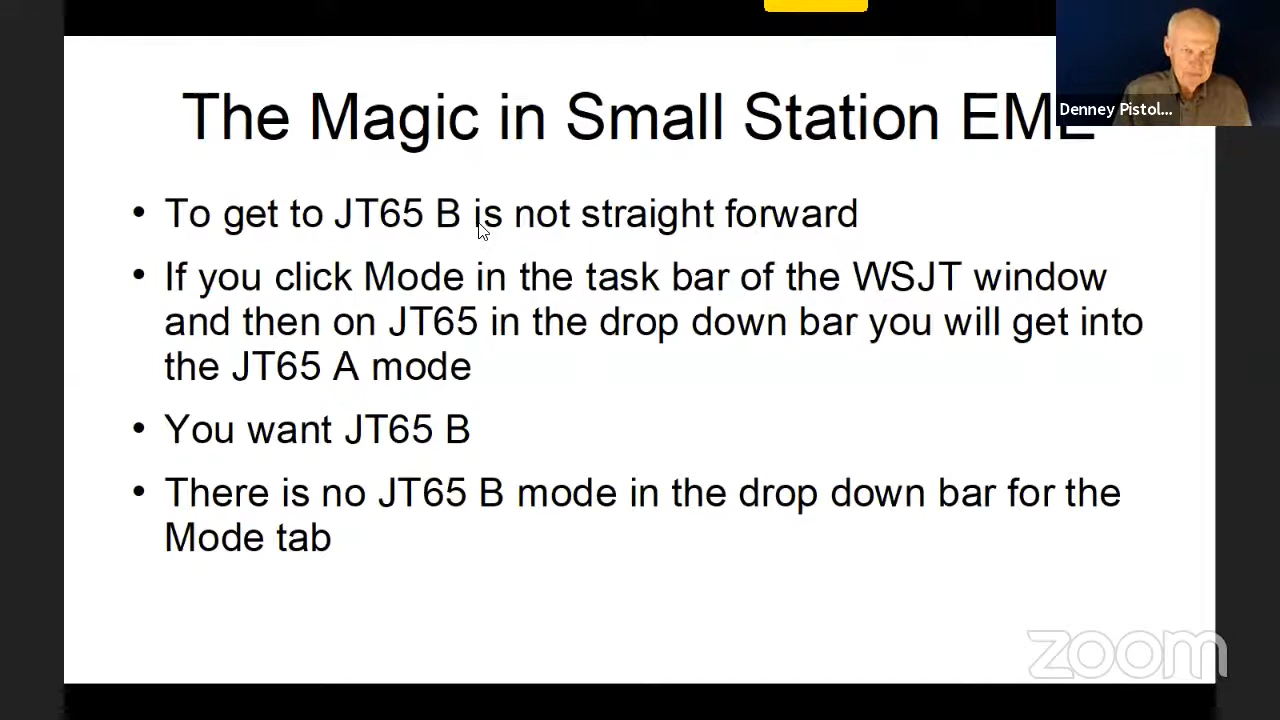 The Magic in Small Station EME
Denney Pistol...
• To get to JT65 B is not straight forward
• If you click Mode in the task bar of the WSJT window
and then on JT65 in the drop down bar you will get into
the JT65 A mode
• You want JT65 B
• There is no JT65 B mode in the drop down bar for the
Mode tab
zoom